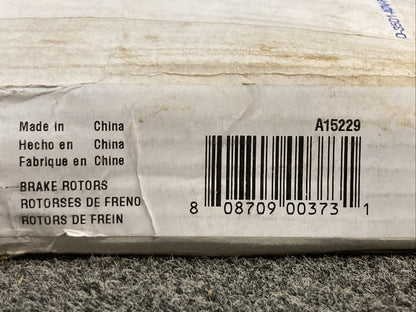 Made in China
Hecho en China
Fabrique en Chine
BRAKE ROTORS
ROTORSES DE FRENO
ROTORS DE FREIN
A15229
8 08709 00373 1